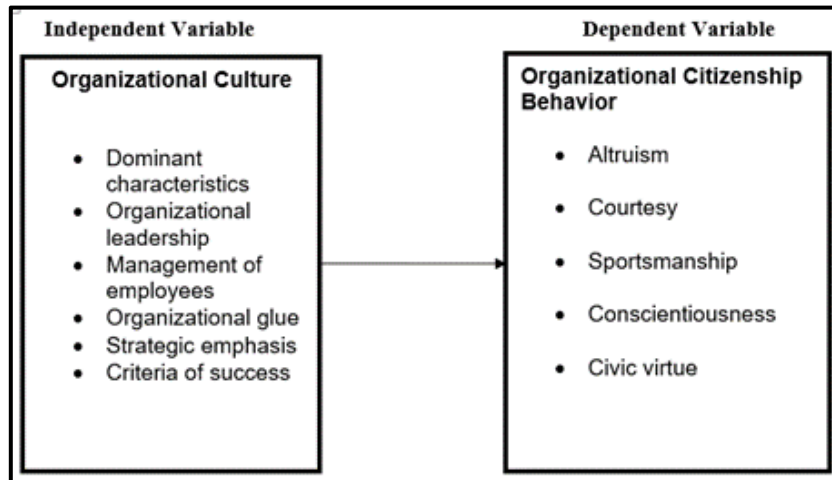 Independent Variable
Organizational Culture
• Dominant
characteristics
• Organizational
leadership
• Management of
employees
• Organizational glue
• Strategic emphasis
• Criteria of success
Dependent Variable
Organizational Citizenship
Behavior
• Altruism
• Courtesy
• Sportsmanship
• Conscientiousness
• Civic virtue